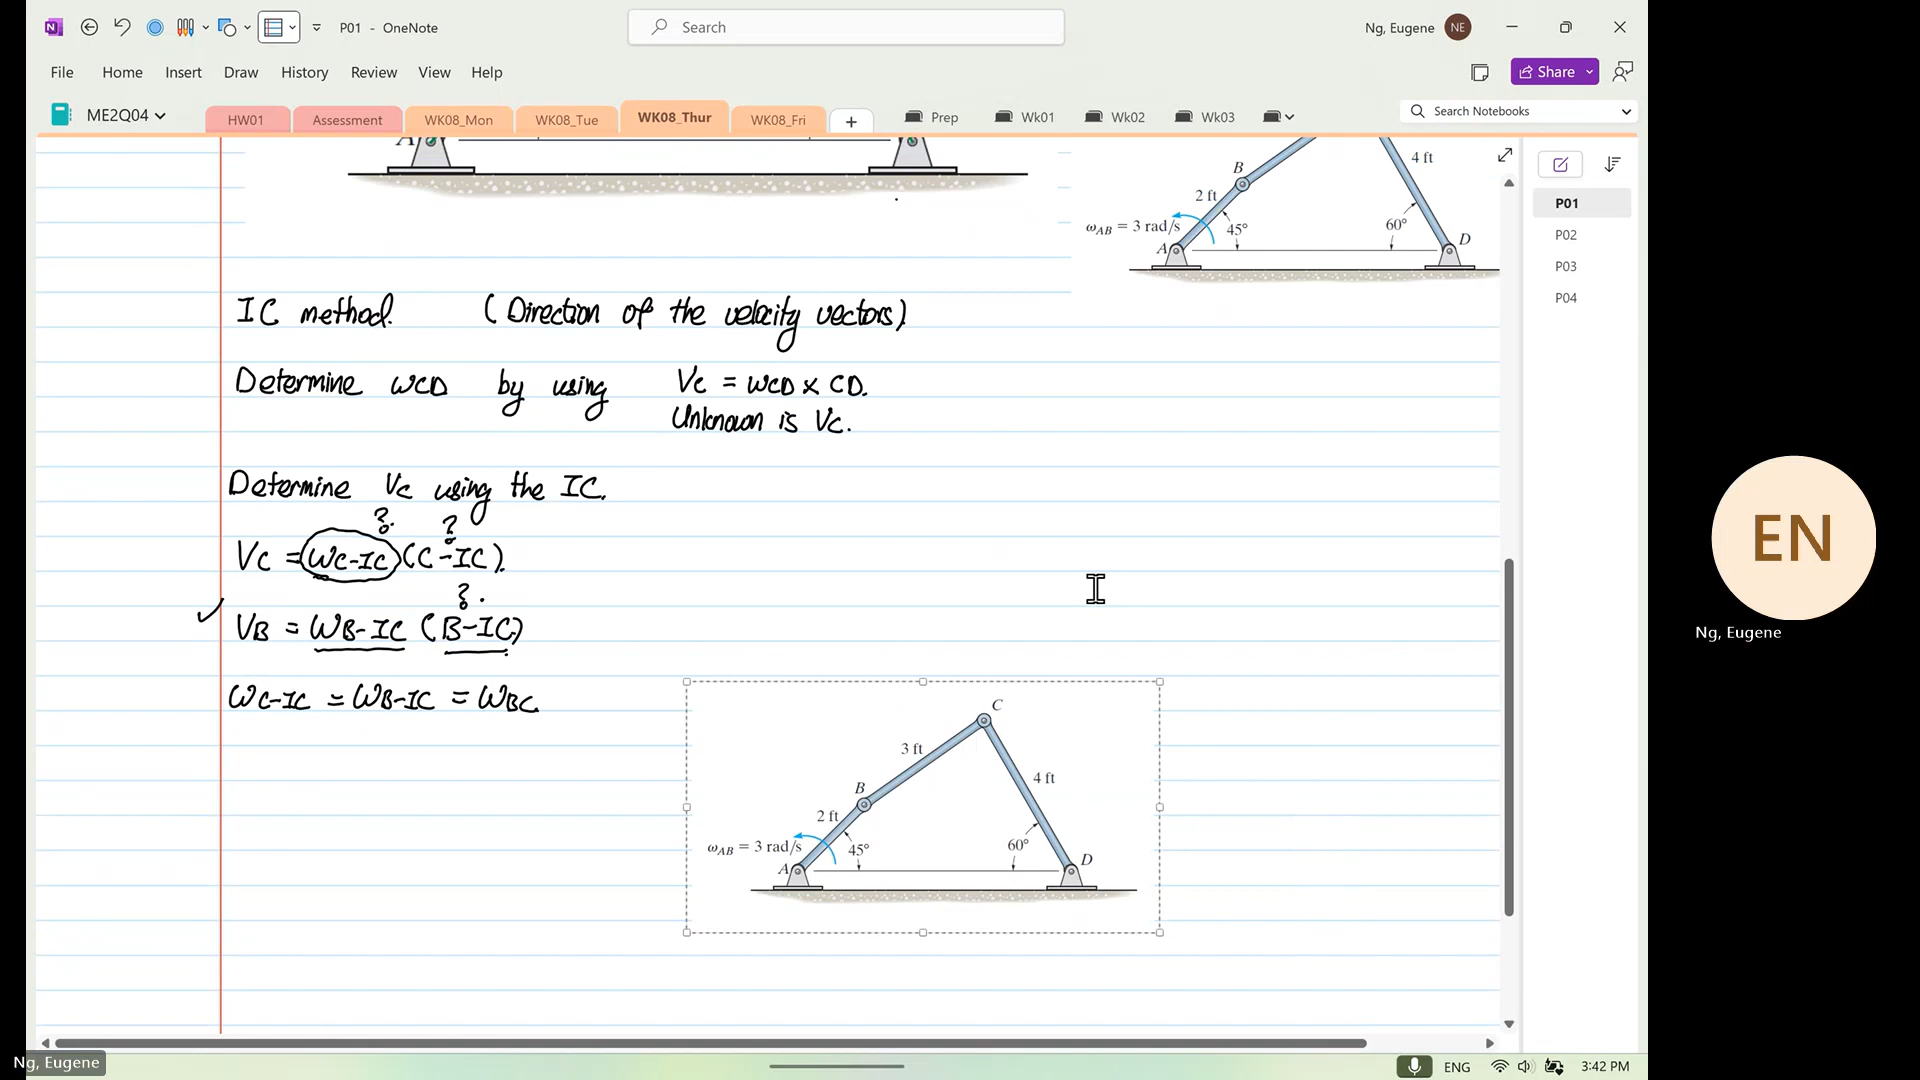 P01 - OneNote
Search
Ng, Eugene
NE
File
Home
Insert
Draw
History
Review
View
Help
Share
ME2Q04
HW01
Assessment
WK08_Mon
WK08_Tue
WK08_Thur
WK08_Fri
+
Prep
Wk01
Wk02
Wk03
Search Notebooks
P01
P02
P03
P04
A
B
4 ft
2 ft
ωAB = 3 rad/s
45°
60°
A
D
IC method. (Direction of the velocity vectors)
Determine ωCD by using VC = ωCD x CD.
Unknown is VC.
Determine VC using the IC.
? ?
VC = ωC-IC (C-IC).
? .
✓ VB = ωB-IC (B-IC)
ωC-IC = ωB-IC = ωBC
C
3 ft
B
4 ft
2 ft
ωAB = 3 rad/s
45°
60°
A
D
EN
Ng, Eugene
Ng, Eugene
ENG
3:42 PM